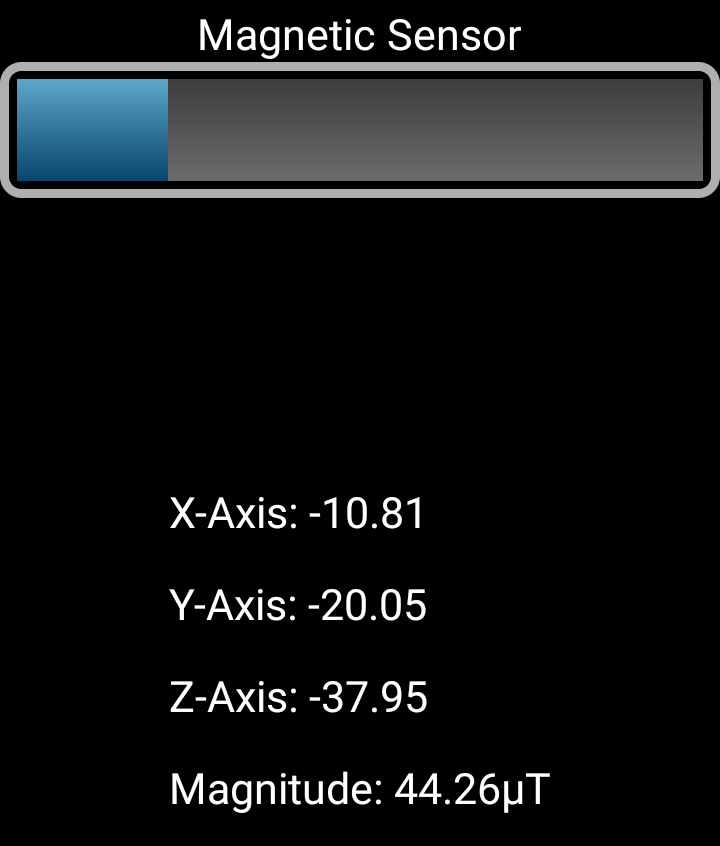 Magnetic Sensor
X-Axis: -10.81
Y-Axis: -20.05
Z-Axis: -37.95
Magnitude: 44.26µT